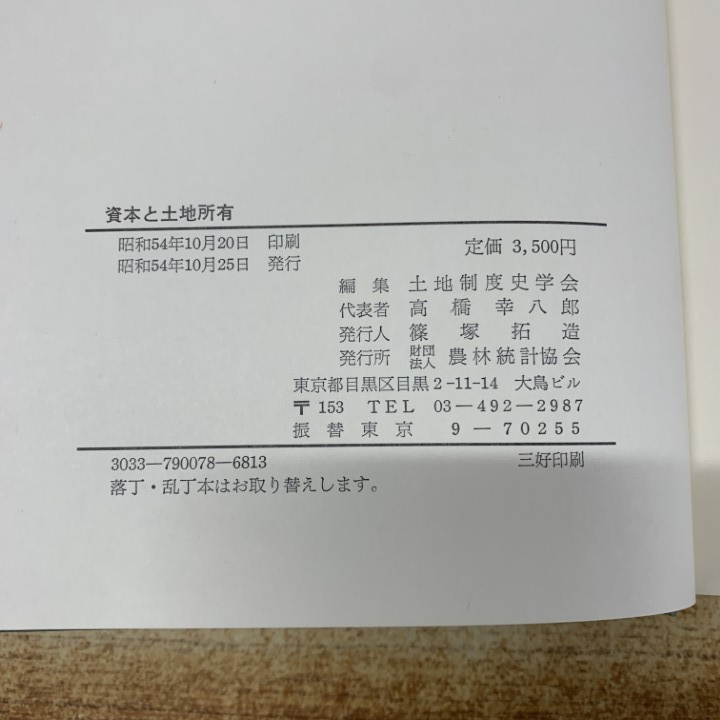 資本と土地所有
昭和54年10月20日 印刷
昭和54年10月25日 発行
定価 3,500円
編集 土地制度史学会
代表者 高橋幸八郎
発行人 篠塚拓造
発行所 財団法人 農林統計協会
東京都目黒区目黒2-11-14 大鳥ビル
〒153 TEL 03―492―2987
振替東京 9―70255
3033―790078―6813
三好印刷
落丁・乱丁本はお取り替えします。